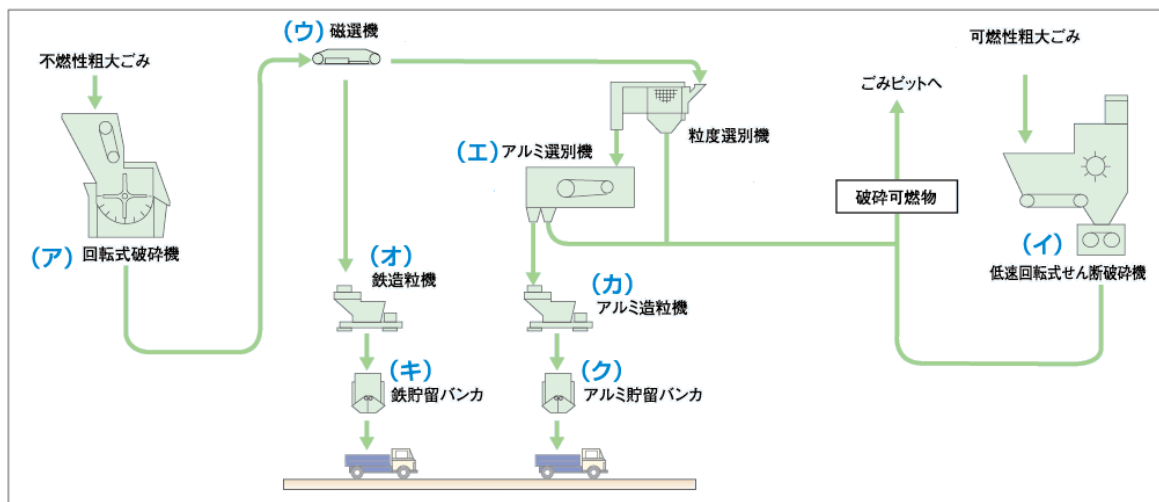 (ウ) 磁選機
不燃性粗大ごみ
可燃性粗大ごみ
ごみピットへ
粒度選別機
(エ) アルミ選別機
破砕可燃物
(ア) 回転式破砕機
(イ)
低速回転式せん断破砕機
(オ)
鉄造粒機
(カ)
アルミ造粒機
(キ)
鉄貯留バンカ
(ク)
アルミ貯留バンカ